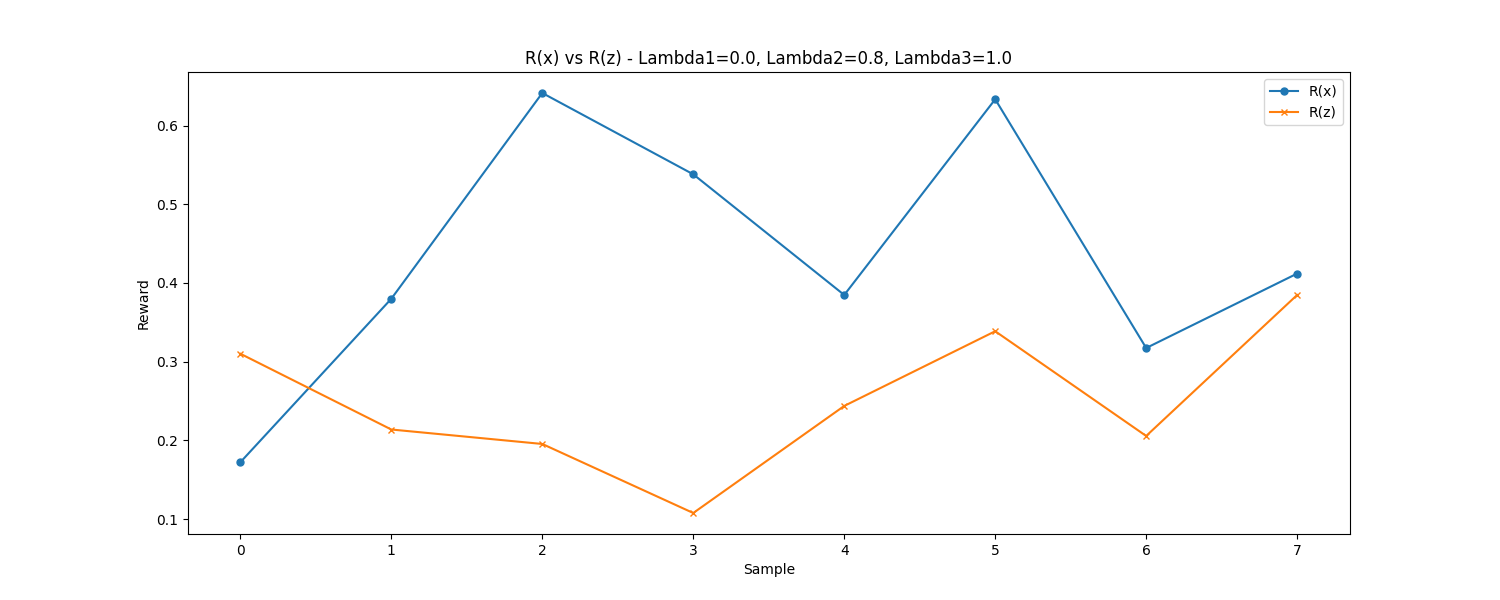 R(x) vs R(z) - Lambda1=0.0, Lambda2=0.8, Lambda3=1.0
R(x)
R(z)
0.6
0.5
0.4
0.3
0.2
0.1
Reward
0 1 2 3 4 5 6 7
Sample